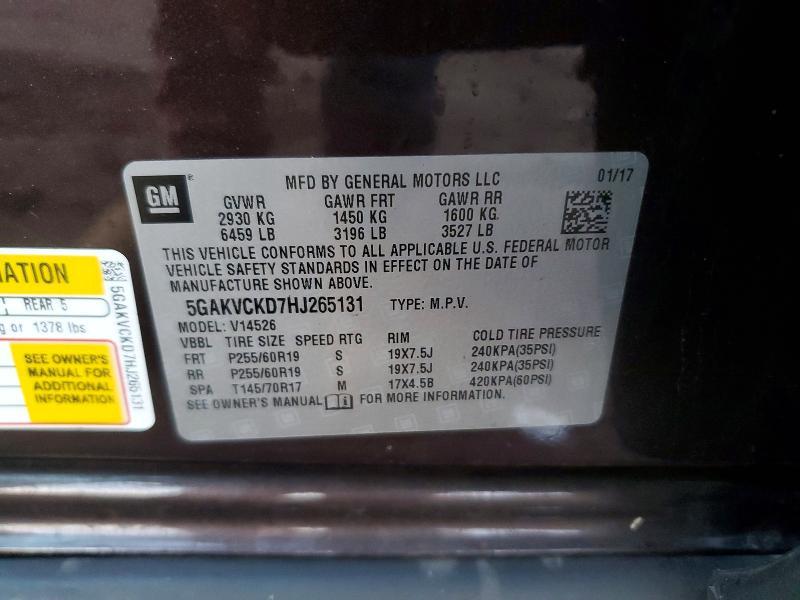 GM
MFD BY GENERAL MOTORS LLC
01/17
GVWR GAWR FRT GAWR RR
2930 KG 1450 KG 1600 KG.
6459 LB 3196 LB 3527 LB
THIS VEHICLE CONFORMS TO ALL APPLICABLE U.S. FEDERAL MOTOR
VEHICLE SAFETY STANDARDS IN EFFECT ON THE DATE OF
MANUFACTURE SHOWN ABOVE.
5GAKVCKD7HJ265131 TYPE: M.P.V.
MODEL: V14526
VBBL TIRE SIZE SPEED RTG RIM COLD TIRE PRESSURE
FRT P255/60R19 S 19X7.5J 240KPA(35PSI)
RR P255/60R19 S 19X7.5J 240KPA(35PSI)
SPA T145/70R17 M 17X4.5B 420KPA(60PSI)
SEE OWNER'S MANUAL FOR MORE INFORMATION.
MATION
REAR 5
g or 1378 lbs
SEE OWNER'S
MANUAL FOR
ADDITIONAL
INFORMATION
5GAKVCKD7HJ265131